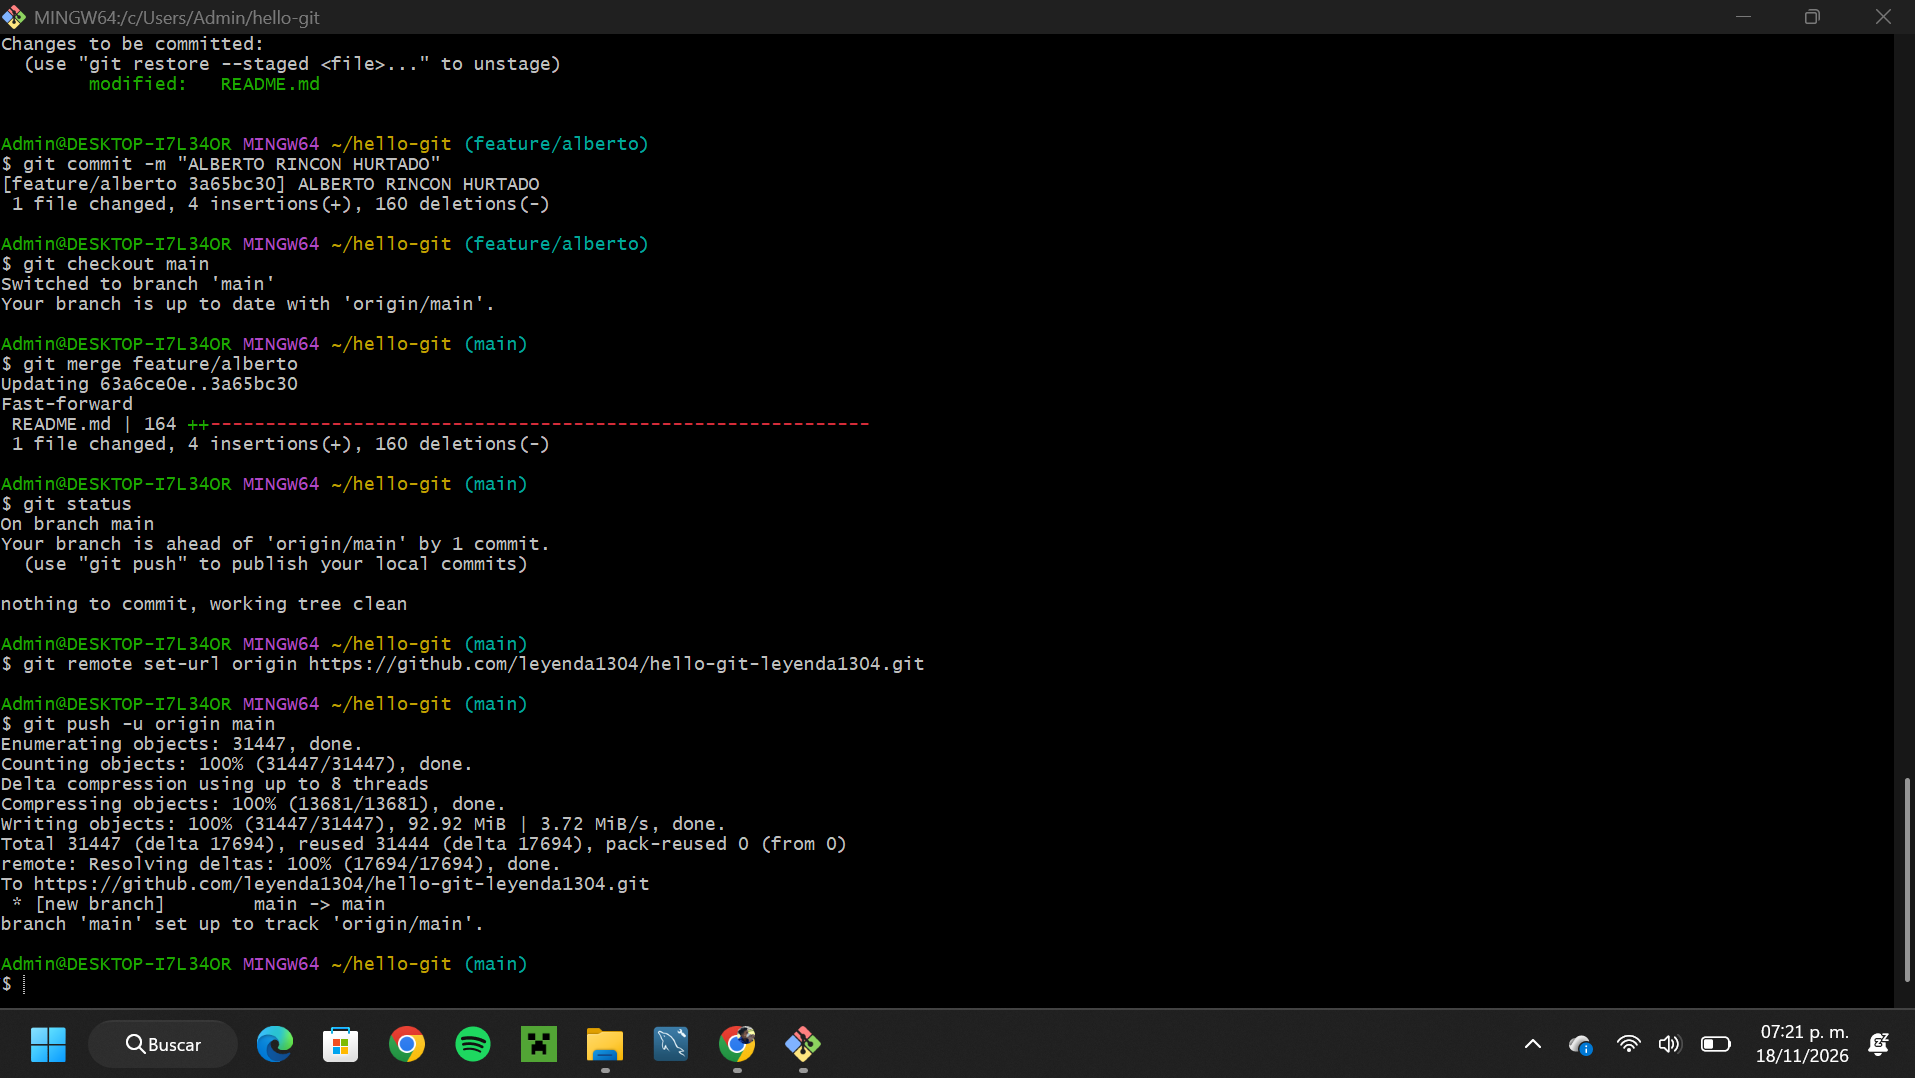 MINGW64:/c/Users/Admin/hello-git
Changes to be committed:
  (use "git restore --staged <file>..." to unstage)
        modified:   README.md
Admin@DESKTOP-I7L34OR MINGW64 ~/hello-git (feature/alberto)
$ git commit -m "ALBERTO RINCON HURTADO"
[feature/alberto 3a65bc30] ALBERTO RINCON HURTADO
 1 file changed, 4 insertions(+), 160 deletions(-)
Admin@DESKTOP-I7L34OR MINGW64 ~/hello-git (feature/alberto)
$ git checkout main
Switched to branch 'main'
Your branch is up to date with 'origin/main'.
Admin@DESKTOP-I7L34OR MINGW64 ~/hello-git (main)
$ git merge feature/alberto
Updating 63a6ce0e..3a65bc30
Fast-forward
 README.md | 164 ++------------------------------------------------------------
 1 file changed, 4 insertions(+), 160 deletions(-)
Admin@DESKTOP-I7L34OR MINGW64 ~/hello-git (main)
$ git status
On branch main
Your branch is ahead of 'origin/main' by 1 commit.
  (use "git push" to publish your local commits)
nothing to commit, working tree clean
Admin@DESKTOP-I7L34OR MINGW64 ~/hello-git (main)
$ git remote set-url origin https://github.com/leyenda1304/hello-git-leyenda1304.git
Admin@DESKTOP-I7L34OR MINGW64 ~/hello-git (main)
$ git push -u origin main
Enumerating objects: 31447, done.
Counting objects: 100% (31447/31447), done.
Delta compression using up to 8 threads
Compressing objects: 100% (13681/13681), done.
Writing objects: 100% (31447/31447), 92.92 MiB | 3.72 MiB/s, done.
Total 31447 (delta 17694), reused 31444 (delta 17694), pack-reused 0 (from 0)
remote: Resolving deltas: 100% (17694/17694), done.
To https://github.com/leyenda1304/hello-git-leyenda1304.git
 * [new branch]        main -> main
branch 'main' set up to track 'origin/main'.
Admin@DESKTOP-I7L34OR MINGW64 ~/hello-git (main)
$
Buscar
07:21 p. m.
18/11/2026